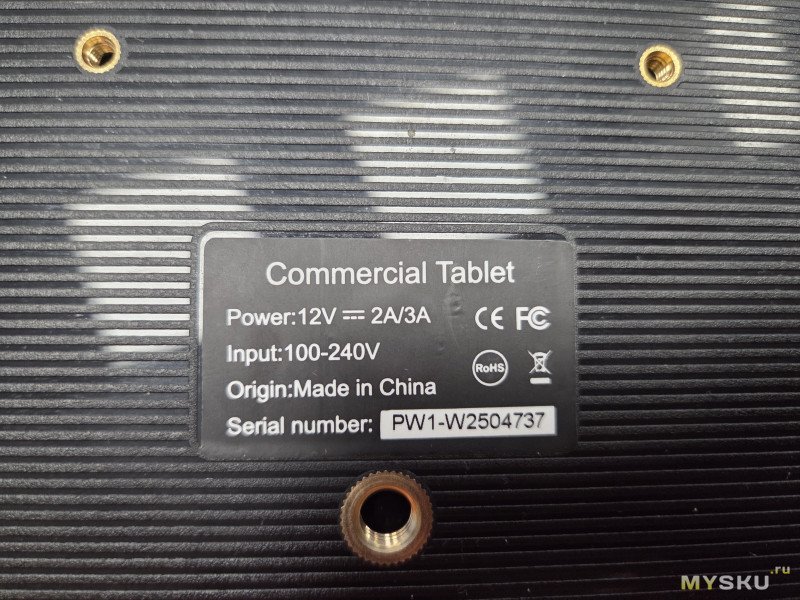 Commercial Tablet
Power:12V ⎓ 2A/3A
CE FC
Input:100-240V
RoHS
Origin:Made in China
Serial number: PW1-W2504737
MYSKU.ru